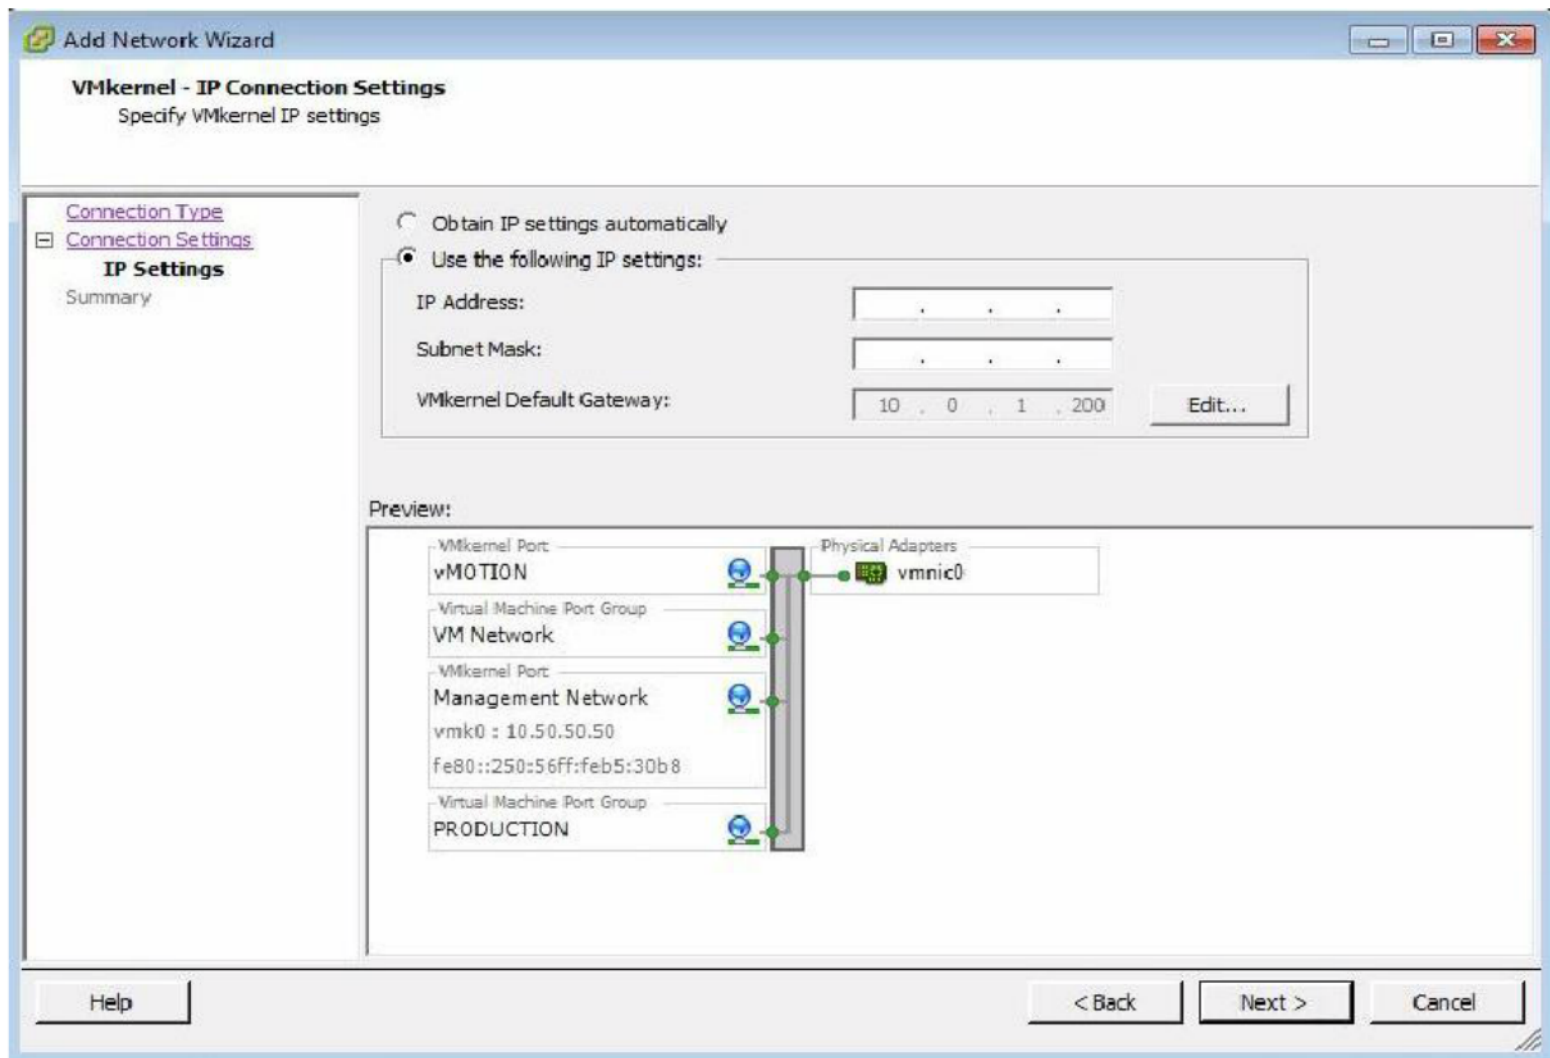 Add Network Wizard
VMkernel - IP Connection Settings
Specify VMkernel IP settings
Connection Type
Connection Settings
IP Settings
Summary
Obtain IP settings automatically
Use the following IP settings:
IP Address:
. . .
Subnet Mask:
. . .
VMkernel Default Gateway:
10 . 0 . 1 . 200
Edit...
Preview:
VMkernel Port
vMOTION
Virtual Machine Port Group
VM Network
VMkernel Port
Management Network
vmk0 : 10.50.50.50
fe80::250:56ff:feb5:30b8
Virtual Machine Port Group
PRODUCTION
Physical Adapters
vmnic0
Help
< Back
Next >
Cancel